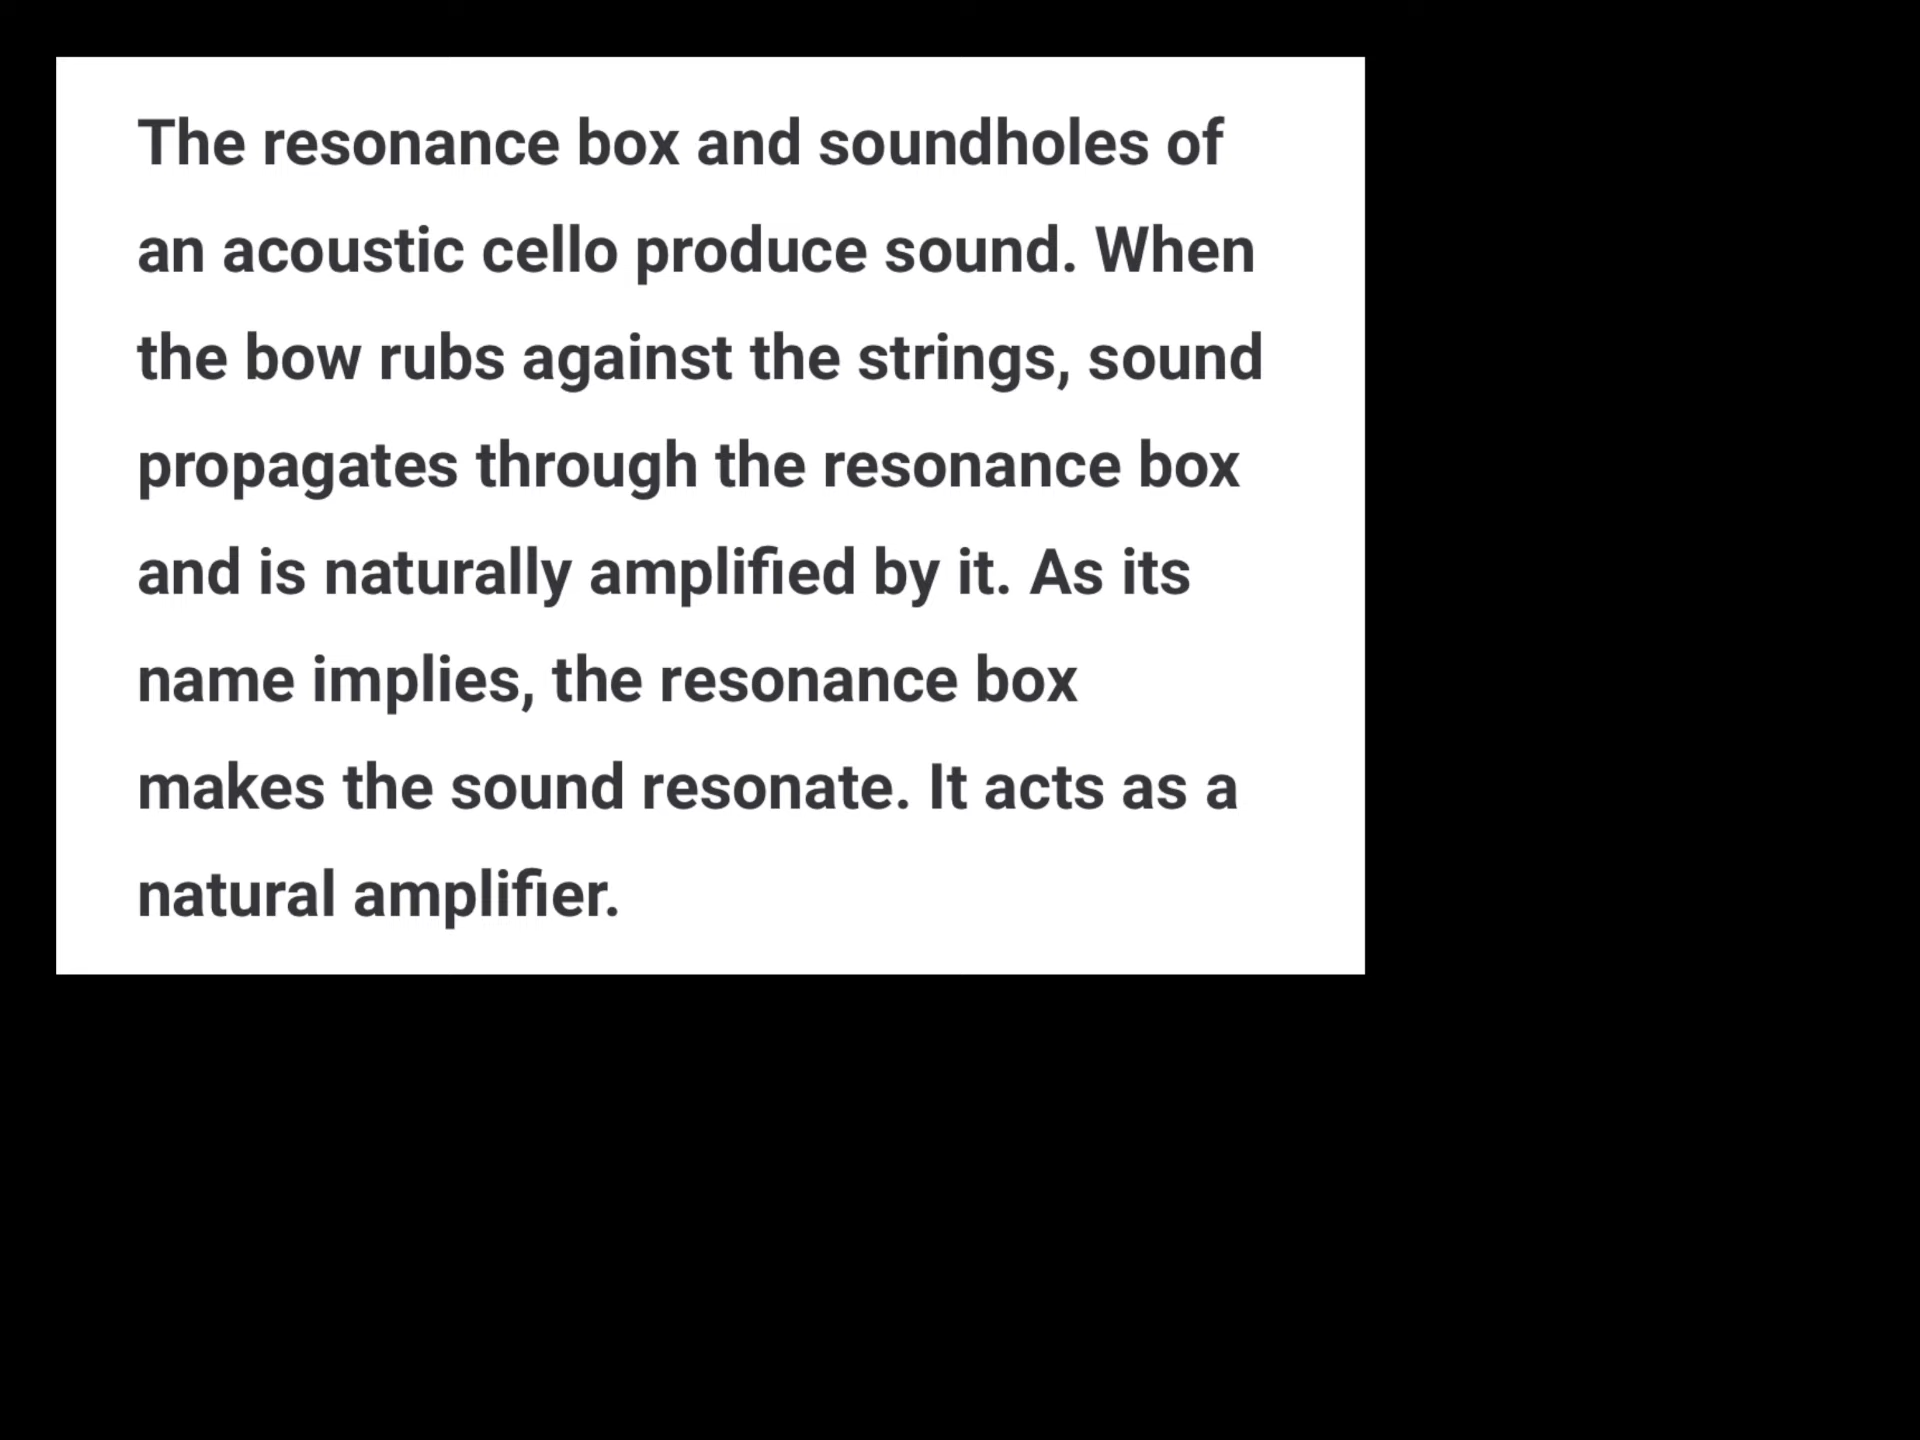 The resonance box and soundholes of
an acoustic cello produce sound. When
the bow rubs against the strings, sound
propagates through the resonance box
and is naturally amplified by it. As its
name implies, the resonance box
makes the sound resonate. It acts as a
natural amplifier.